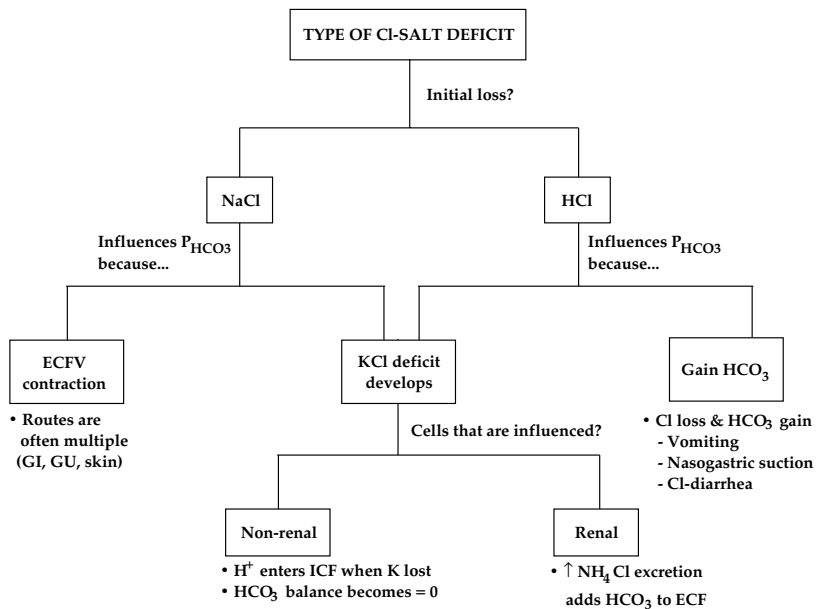 TYPE OF Cl-SALT DEFICIT
Initial loss?
NaCl
HCl
Influences P_HCO3
because...
Influences P_HCO3
because...
ECFV
contraction
KCl deficit
develops
Gain HCO3
• Routes are
often multiple
(GI, GU, skin)
Cells that are influenced?
• Cl loss & HCO3 gain
- Vomiting
- Nasogastric suction
- Cl-diarrhea
Non-renal
Renal
• H+ enters ICF when K lost
• HCO3 balance becomes = 0
• ↑ NH4 Cl excretion
adds HCO3 to ECF